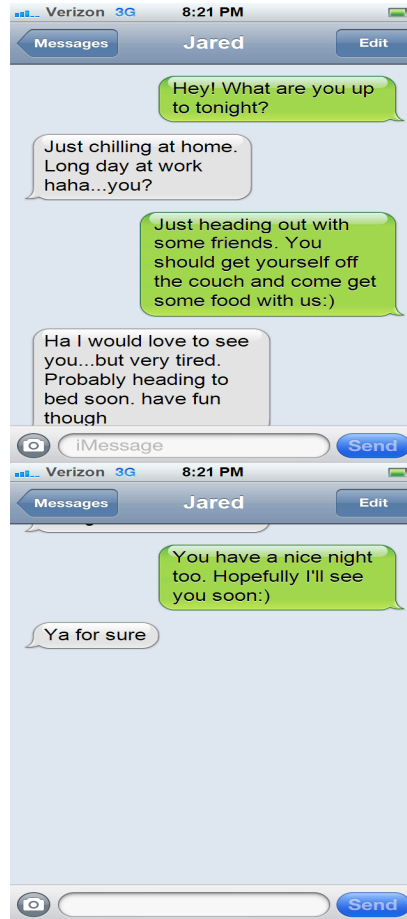 Verizon 3G 8:21 PM
Messages Jared Edit
Hey! What are you up
to tonight?
Just chilling at home.
Long day at work
haha...you?
Just heading out with
some friends. You
should get yourself off
the couch and come get
some food with us:)
Ha I would love to see
you...but very tired.
Probably heading to
bed soon. have fun
though
iMessage Send
Verizon 3G 8:21 PM
Messages Jared Edit
You have a nice night
too. Hopefully I'll see
you soon:)
Ya for sure
Send